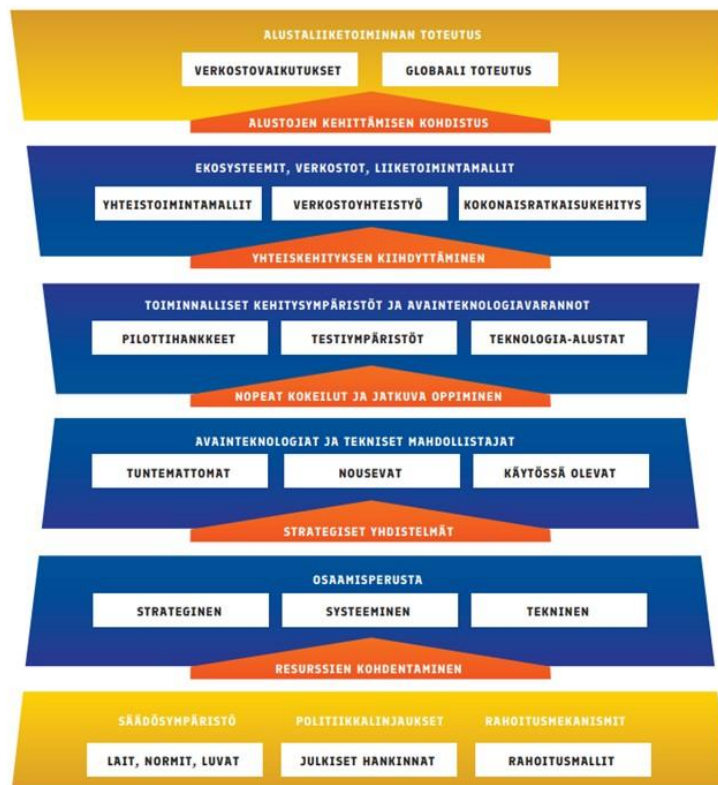 ALUSTALIIKETOIMINNAN TOTEUTUS
VERKOSTOVAIKUTUKSET
GLOBAALI TOTEUTUS
ALUSTOJEN KEHITTÄMISEN KOHDISTUS
EKOSYSTEEMIT, VERKOSTOT, LIIKETOIMINTAMALLIT
YHTEISTOIMINTAMALLIT
VERKOSTOYHTEISTYÖ
KOKONAISRATKAISUKEHITYS
YHTEISKEHITYKSEN KIIHDYTTÄMINEN
TOIMINNALLISET KEHITYSYMPÄRISTÖT JA AVAINTEKNOLOGIAVARANNOT
PILOTTIHANKKEET
TESTIYMPÄRISTÖT
TEKNOLOGIA-ALUSTAT
NOPEAT KOKEILUT JA JATKUVA OPPIMINEN
AVAINTEKNOLOGIAT JA TEKNISET MAHDOLLISTAJAT
TUNTEMATTOMAT
NOUSEVAT
KÄYTÖSSÄ OLEVAT
STRATEGISET YHDISTELMÄT
OSAAMISPERUSTA
STRATEGINEN
SYSTEEMINEN
TEKNINEN
RESURSSIEN KOHDENTAMINEN
SÄÄDÖSYMPÄRISTÖ
POLITIIKKALINJAUKSET
RAHOITUSMEKANISMIT
LAIT, NORMIT, LUVAT
JULKISET HANKINNAT
RAHOITUSMALLIT